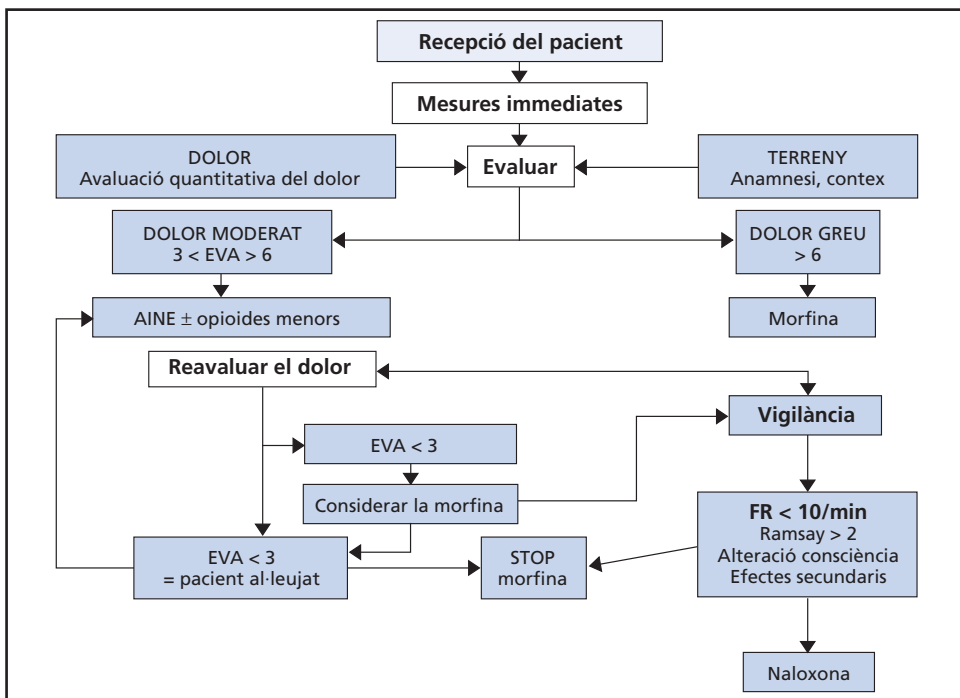 Recepció del pacient
Mesures immediates
DOLOR
Avaluació quantitativa del dolor
Evaluar
TERRENY
Anamnesi, contex
DOLOR MODERAT
3 < EVA > 6
DOLOR GREU
> 6
AINE ± opioides menors
Morfina
Reavaluar el dolor
Vigilància
EVA < 3
Considerar la morfina
FR < 10/min
Ramsay > 2
Alteració consciència
Efectes secundaris
EVA < 3
= pacient al·leujat
STOP
morfina
Naloxona